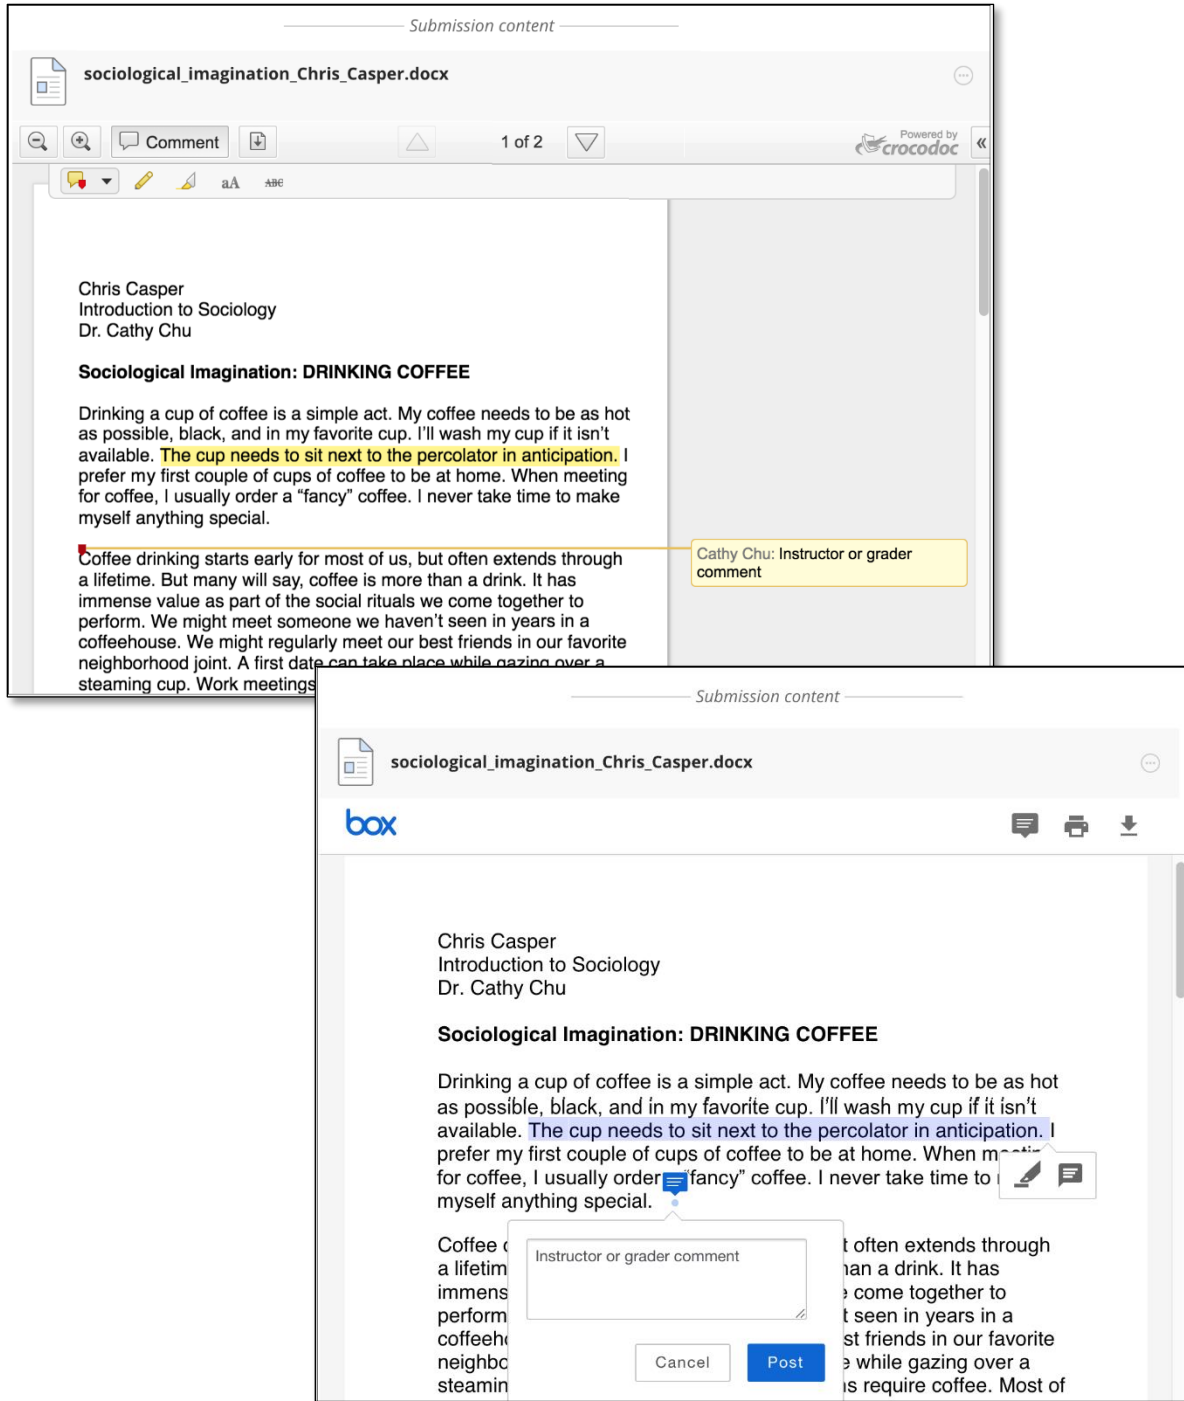 Submission content
sociological_imagination_Chris_Casper.docx
Comment
1 of 2
Powered by
crocodoc
aA
ABC
Chris Casper
Introduction to Sociology
Dr. Cathy Chu
Sociological Imagination: DRINKING COFFEE
Drinking a cup of coffee is a simple act. My coffee needs to be as hot
as possible, black, and in my favorite cup. I'll wash my cup if it isn't
available. The cup needs to sit next to the percolator in anticipation. I
prefer my first couple of cups of coffee to be at home. When meeting
for coffee, I usually order a “fancy” coffee. I never take time to make
myself anything special.
Coffee drinking starts early for most of us, but often extends through
a lifetime. But many will say, coffee is more than a drink. It has
immense value as part of the social rituals we come together to
perform. We might meet someone we haven't seen in years in a
coffeehouse. We might regularly meet our best friends in our favorite
neighborhood joint. A first date can take place while gazing over a
steaming cup. Work meetings
Cathy Chu: Instructor or grader
comment
Submission content
sociological_imagination_Chris_Casper.docx
box
Chris Casper
Introduction to Sociology
Dr. Cathy Chu
Sociological Imagination: DRINKING COFFEE
Drinking a cup of coffee is a simple act. My coffee needs to be as hot
as possible, black, and in my favorite cup. I'll wash my cup if it isn't
available. The cup needs to sit next to the percolator in anticipation. I
prefer my first couple of cups of coffee to be at home. When
for coffee, I usually order “fancy” coffee. I never take time to
myself anything special.
Coffee often extends through
a lifetim an a drink. It has
immens come together to
perform seen in years in a
coffeeh st friends in our favorite
neighbo while gazing over a
steamin s require coffee. Most of
Instructor or grader comment
Cancel
Post